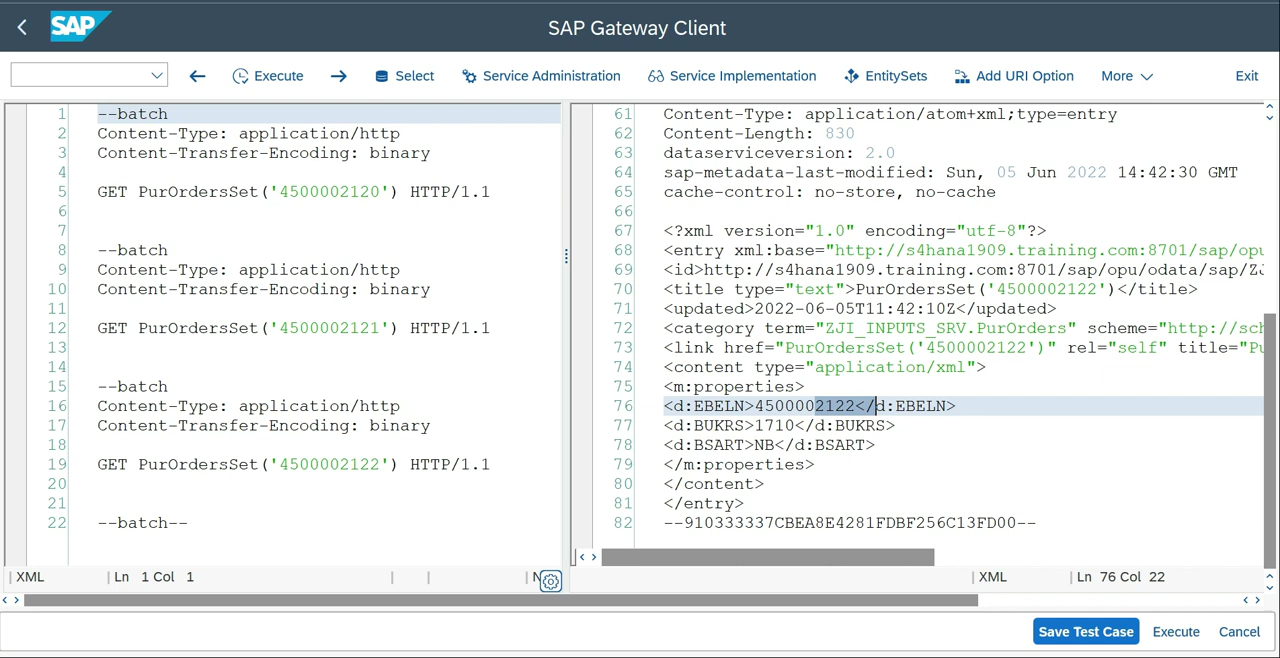 SAP
SAP Gateway Client
Execute Select Service Administration Service Implementation EntitySets Add URI Option More Exit
1 --batch
2 Content-Type: application/http
3 Content-Transfer-Encoding: binary
4
5 GET PurOrdersSet('4500002120') HTTP/1.1
6
7
8 --batch
9 Content-Type: application/http
10 Content-Transfer-Encoding: binary
11
12 GET PurOrdersSet('4500002121') HTTP/1.1
13
14
15 --batch
16 Content-Type: application/http
17 Content-Transfer-Encoding: binary
18
19 GET PurOrdersSet('4500002122') HTTP/1.1
20
21
22 --batch--
XML Ln 1 Col 1 N
61 Content-Type: application/atom+xml;type=entry
62 Content-Length: 830
63 dataserviceversion: 2.0
64 sap-metadata-last-modified: Sun, 05 Jun 2022 14:42:30 GMT
65 cache-control: no-store, no-cache
66
67 <?xml version="1.0" encoding="utf-8"?>
68 <entry xml:base="http://s4hana1909.training.com:8701/sap/opu
69 <id>http://s4hana1909.training.com:8701/sap/opu/odata/sap/ZJ
70 <title type="text">PurOrdersSet('4500002122')</title>
71 <updated>2022-06-05T11:42:10Z</updated>
72 <category term="ZJI_INPUTS_SRV.PurOrders" scheme="http://sch
73 <link href="PurOrdersSet('4500002122')" rel="self" title="Pu
74 <content type="application/xml">
75 <m:properties>
76 <d:EBELN>4500002122</d:EBELN>
77 <d:BUKRS>1710</d:BUKRS>
78 <d:BSART>NB</d:BSART>
79 </m:properties>
80 </content>
81 </entry>
82 --910333337CBEA8E4281FDBF256C13FD00--
XML Ln 76 Col 22
Save Test Case Execute Cancel